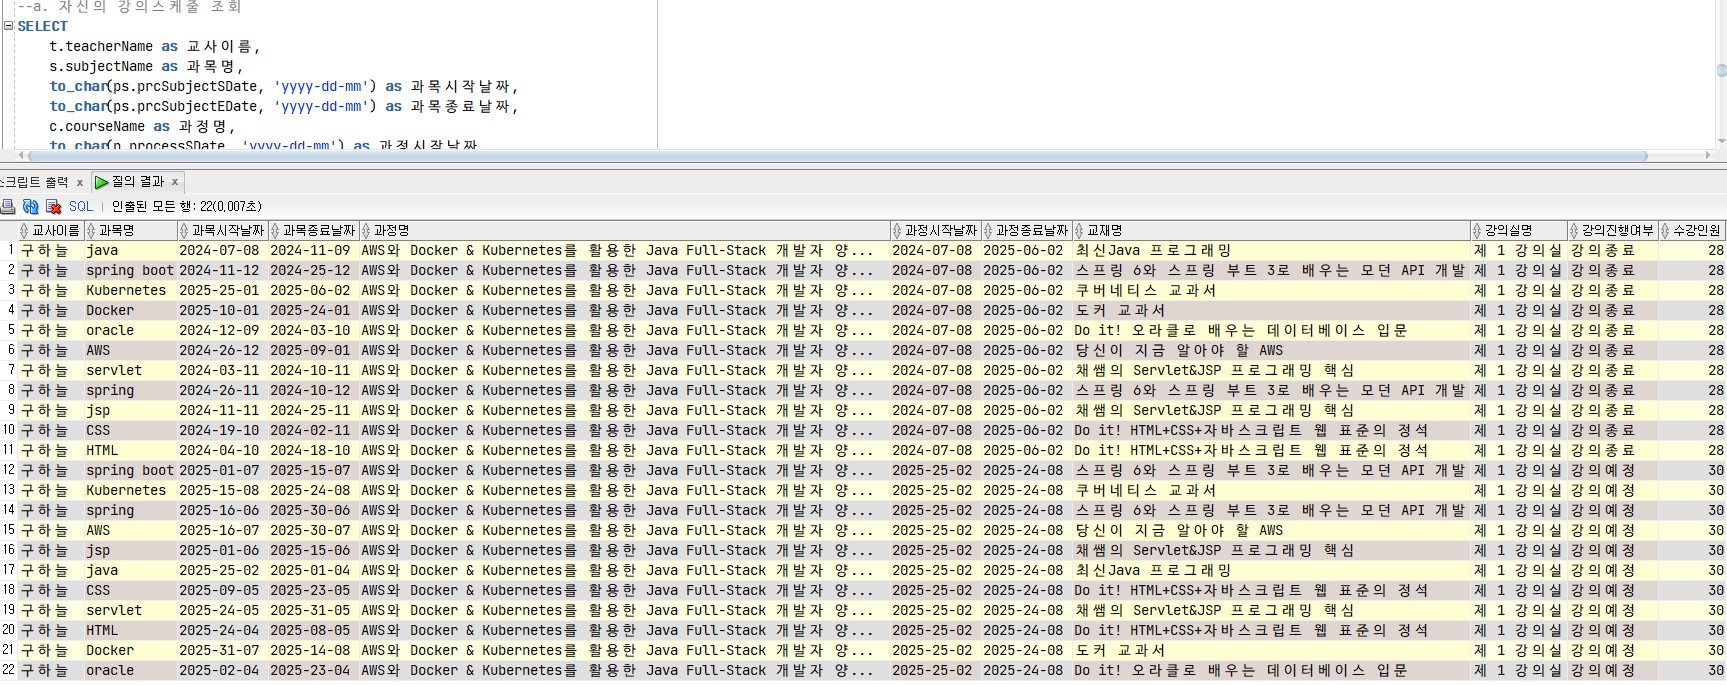 --a. 자신의 강의스케줄 조회
SELECT
t.teacherName as 교사이름,
s.subjectName as 과목명,
to_char(ps.prcSubjectSDate, 'yyyy-dd-mm') as 과목시작날짜,
to_char(ps.prcSubjectEDate, 'yyyy-dd-mm') as 과목종료날짜,
c.courseName as 과정명,
to_char(p.processSDate, 'yyyy-dd-mm') as 과정시작날짜
스크립트 출력 x 질의 결과 x
SQL | 인출된 모든 행: 22(0,007초)
교사이름 과목명 과목시작날짜 과목종료날짜 과정명 과정시작날짜 과정종료날짜 교재명 강의실명 강의진행여부 수강인원
1 구하늘 java 2024-07-08 2024-11-09 AWS와 Docker & Kubernetes를 활용한 Java Full-Stack 개발자 양... 2024-07-08 2025-06-02 최신Java 프로그래밍 제 1 강의실 강의종료 28
2 구하늘 spring boot 2024-11-12 2024-25-12 AWS와 Docker & Kubernetes를 활용한 Java Full-Stack 개발자 양... 2024-07-08 2025-06-02 스프링 6와 스프링 부트 3로 배우는 모던 API 개발 제 1 강의실 강의종료 28
3 구하늘 Kubernetes 2025-25-01 2025-06-02 AWS와 Docker & Kubernetes를 활용한 Java Full-Stack 개발자 양... 2024-07-08 2025-06-02 쿠버네티스 교과서 제 1 강의실 강의종료 28
4 구하늘 Docker 2025-10-01 2025-24-01 AWS와 Docker & Kubernetes를 활용한 Java Full-Stack 개발자 양... 2024-07-08 2025-06-02 도커 교과서 제 1 강의실 강의종료 28
5 구하늘 oracle 2024-12-09 2024-03-10 AWS와 Docker & Kubernetes를 활용한 Java Full-Stack 개발자 양... 2024-07-08 2025-06-02 Do it! 오라클로 배우는 데이터베이스 입문 제 1 강의실 강의종료 28
6 구하늘 AWS 2024-26-12 2025-09-01 AWS와 Docker & Kubernetes를 활용한 Java Full-Stack 개발자 양... 2024-07-08 2025-06-02 당신이 지금 알아야 할 AWS 제 1 강의실 강의종료 28
7 구하늘 servlet 2024-03-11 2024-10-11 AWS와 Docker & Kubernetes를 활용한 Java Full-Stack 개발자 양... 2024-07-08 2025-06-02 채쌤의 Servlet&JSP 프로그래밍 핵심 제 1 강의실 강의종료 28
8 구하늘 spring 2024-26-11 2024-10-12 AWS와 Docker & Kubernetes를 활용한 Java Full-Stack 개발자 양... 2024-07-08 2025-06-02 스프링 6와 스프링 부트 3로 배우는 모던 API 개발 제 1 강의실 강의종료 28
9 구하늘 jsp 2024-11-11 2024-25-11 AWS와 Docker & Kubernetes를 활용한 Java Full-Stack 개발자 양... 2024-07-08 2025-06-02 채쌤의 Servlet&JSP 프로그래밍 핵심 제 1 강의실 강의종료 28
10 구하늘 CSS 2024-19-10 2024-02-11 AWS와 Docker & Kubernetes를 활용한 Java Full-Stack 개발자 양... 2024-07-08 2025-06-02 Do it! HTML+CSS+자바스크립트 웹 표준의 정석 제 1 강의실 강의종료 28
11 구하늘 HTML 2024-04-10 2024-18-10 AWS와 Docker & Kubernetes를 활용한 Java Full-Stack 개발자 양... 2024-07-08 2025-06-02 Do it! HTML+CSS+자바스크립트 웹 표준의 정석 제 1 강의실 강의종료 28
12 구하늘 spring boot 2025-01-07 2025-15-07 AWS와 Docker & Kubernetes를 활용한 Java Full-Stack 개발자 양... 2025-25-02 2025-24-08 스프링 6와 스프링 부트 3로 배우는 모던 API 개발 제 1 강의실 강의예정 30
13 구하늘 Kubernetes 2025-15-08 2025-24-08 AWS와 Docker & Kubernetes를 활용한 Java Full-Stack 개발자 양... 2025-25-02 2025-24-08 쿠버네티스 교과서 제 1 강의실 강의예정 30
14 구하늘 spring 2025-16-06 2025-30-06 AWS와 Docker & Kubernetes를 활용한 Java Full-Stack 개발자 양... 2025-25-02 2025-24-08 스프링 6와 스프링 부트 3로 배우는 모던 API 개발 제 1 강의실 강의예정 30
15 구하늘 AWS 2025-16-07 2025-30-07 AWS와 Docker & Kubernetes를 활용한 Java Full-Stack 개발자 양... 2025-25-02 2025-24-08 당신이 지금 알아야 할 AWS 제 1 강의실 강의예정 30
16 구하늘 jsp 2025-01-06 2025-15-06 AWS와 Docker & Kubernetes를 활용한 Java Full-Stack 개발자 양... 2025-25-02 2025-24-08 채쌤의 Servlet&JSP 프로그래밍 핵심 제 1 강의실 강의예정 30
17 구하늘 java 2025-25-02 2025-01-04 AWS와 Docker & Kubernetes를 활용한 Java Full-Stack 개발자 양... 2025-25-02 2025-24-08 최신Java 프로그래밍 제 1 강의실 강의예정 30
18 구하늘 CSS 2025-09-05 2025-23-05 AWS와 Docker & Kubernetes를 활용한 Java Full-Stack 개발자 양... 2025-25-02 2025-24-08 Do it! HTML+CSS+자바스크립트 웹 표준의 정석 제 1 강의실 강의예정 30
19 구하늘 servlet 2025-24-05 2025-31-05 AWS와 Docker & Kubernetes를 활용한 Java Full-Stack 개발자 양... 2025-25-02 2025-24-08 채쌤의 Servlet&JSP 프로그래밍 핵심 제 1 강의실 강의예정 30
20 구하늘 HTML 2025-24-04 2025-08-05 AWS와 Docker & Kubernetes를 활용한 Java Full-Stack 개발자 양... 2025-25-02 2025-24-08 Do it! HTML+CSS+자바스크립트 웹 표준의 정석 제 1 강의실 강의예정 30
21 구하늘 Docker 2025-31-07 2025-14-08 AWS와 Docker & Kubernetes를 활용한 Java Full-Stack 개발자 양... 2025-25-02 2025-24-08 도커 교과서 제 1 강의실 강의예정 30
22 구하늘 oracle 2025-02-04 2025-23-04 AWS와 Docker & Kubernetes를 활용한 Java Full-Stack 개발자 양... 2025-25-02 2025-24-08 Do it! 오라클로 배우는 데이터베이스 입문 제 1 강의실 강의예정 30